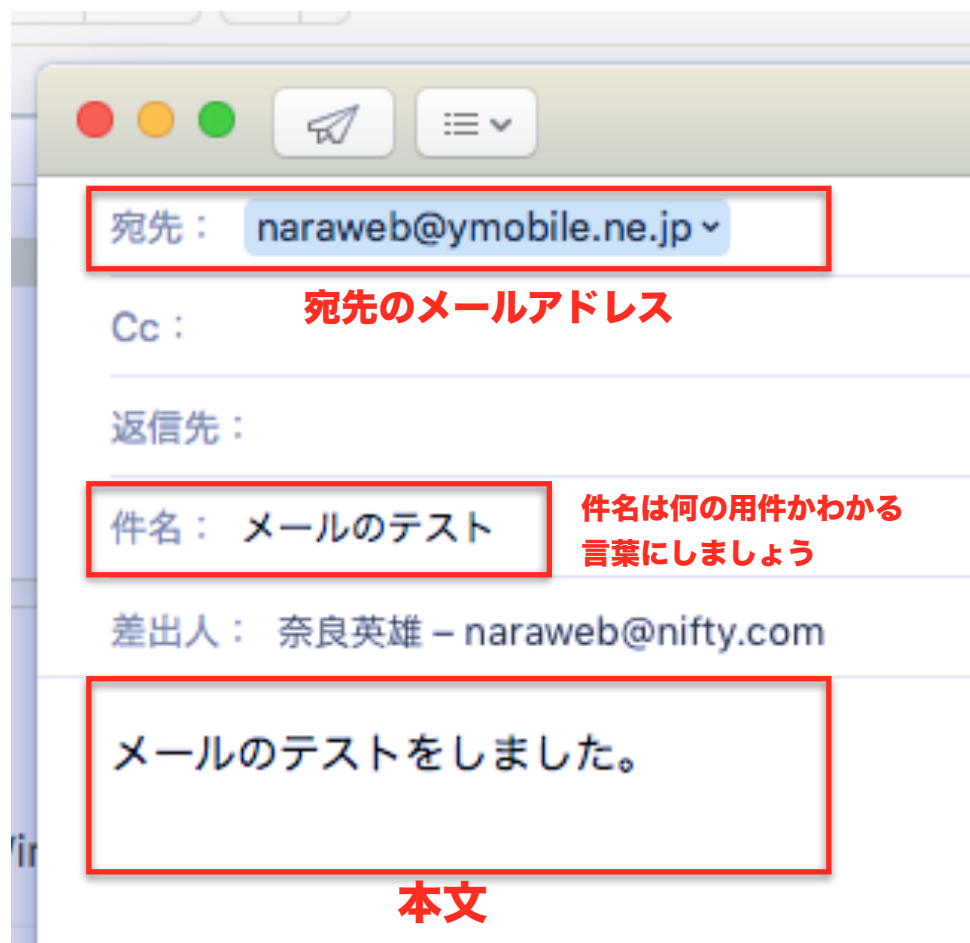 宛先： naraweb@ymobile.ne.jp
宛先のメールアドレス
Cc：
返信先：
件名： メールのテスト
件名は何の用件かわかる
言葉にしましょう
差出人： 奈良英雄 – naraweb@nifty.com
メールのテストをしました。
本文